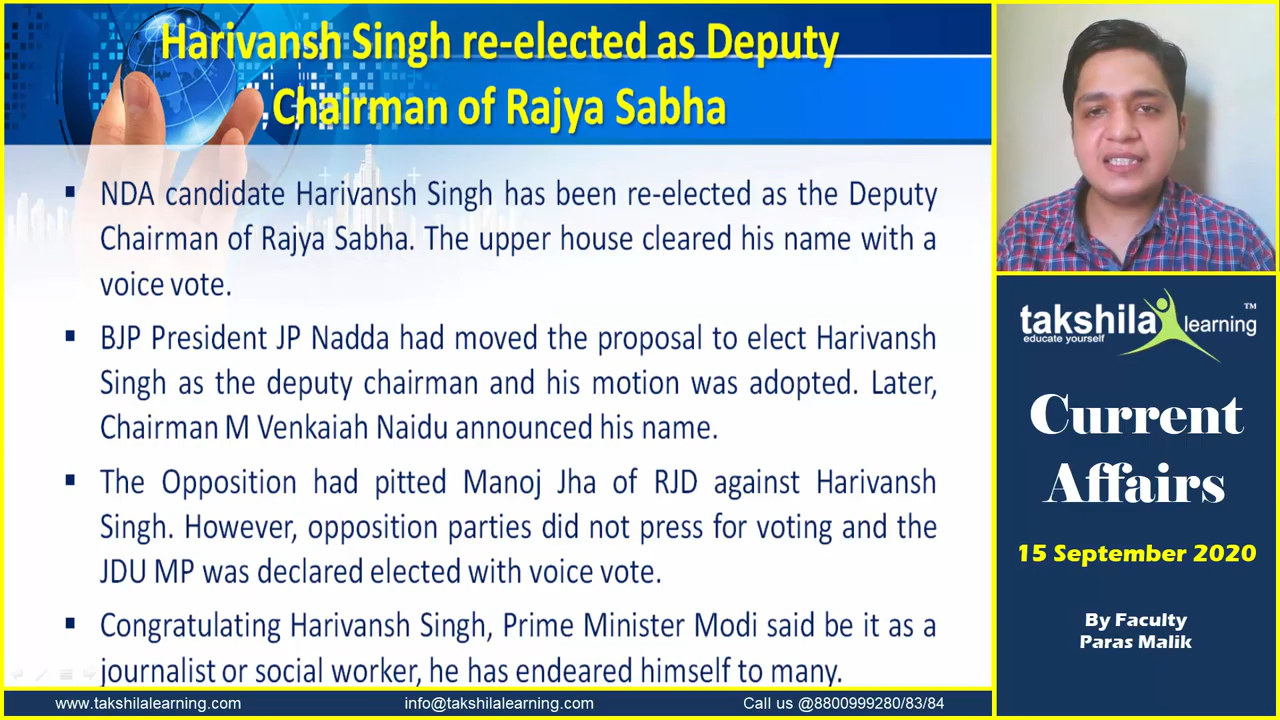 Harivansh Singh re-elected as Deputy
Chairman of Rajya Sabha
▪ NDA candidate Harivansh Singh has been re-elected as the Deputy
Chairman of Rajya Sabha. The upper house cleared his name with a
voice vote.
▪ BJP President JP Nadda had moved the proposal to elect Harivansh
Singh as the deputy chairman and his motion was adopted. Later,
Chairman M Venkaiah Naidu announced his name.
▪ The Opposition had pitted Manoj Jha of RJD against Harivansh
Singh. However, opposition parties did not press for voting and the
JDU MP was declared elected with voice vote.
▪ Congratulating Harivansh Singh, Prime Minister Modi said be it as a
journalist or social worker, he has endeared himself to many.
takshila learning™
educate yourself
Current
Affairs
15 September 2020
By Faculty
Paras Malik
www.takshilalearning.com
info@takshilalearning.com
Call us @8800999280/83/84